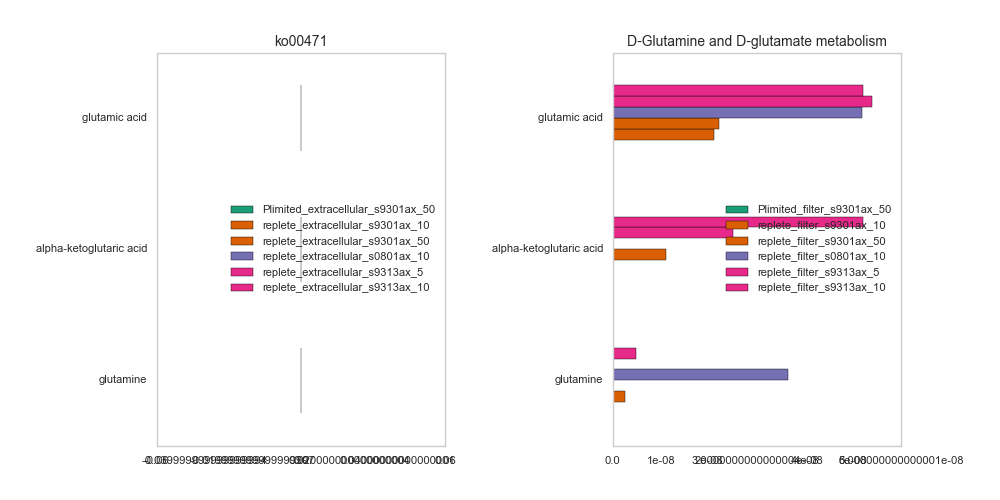 ko00471
D-Glutamine and D-glutamate metabolism
glutamic acid
alpha-ketoglutaric acid
glutamine
Plimited_extracellular_s9301ax_50
replete_extracellular_s9301ax_10
replete_extracellular_s9301ax_50
replete_extracellular_s0801ax_10
replete_extracellular_s9313ax_5
replete_extracellular_s9313ax_10
glutamic acid
alpha-ketoglutaric acid
glutamine
Plimited_filter_s9301ax_50
replete_filter_s9301ax_10
replete_filter_s9301ax_50
replete_filter_s0801ax_10
replete_filter_s9313ax_5
replete_filter_s9313ax_10
0.0 1e-08